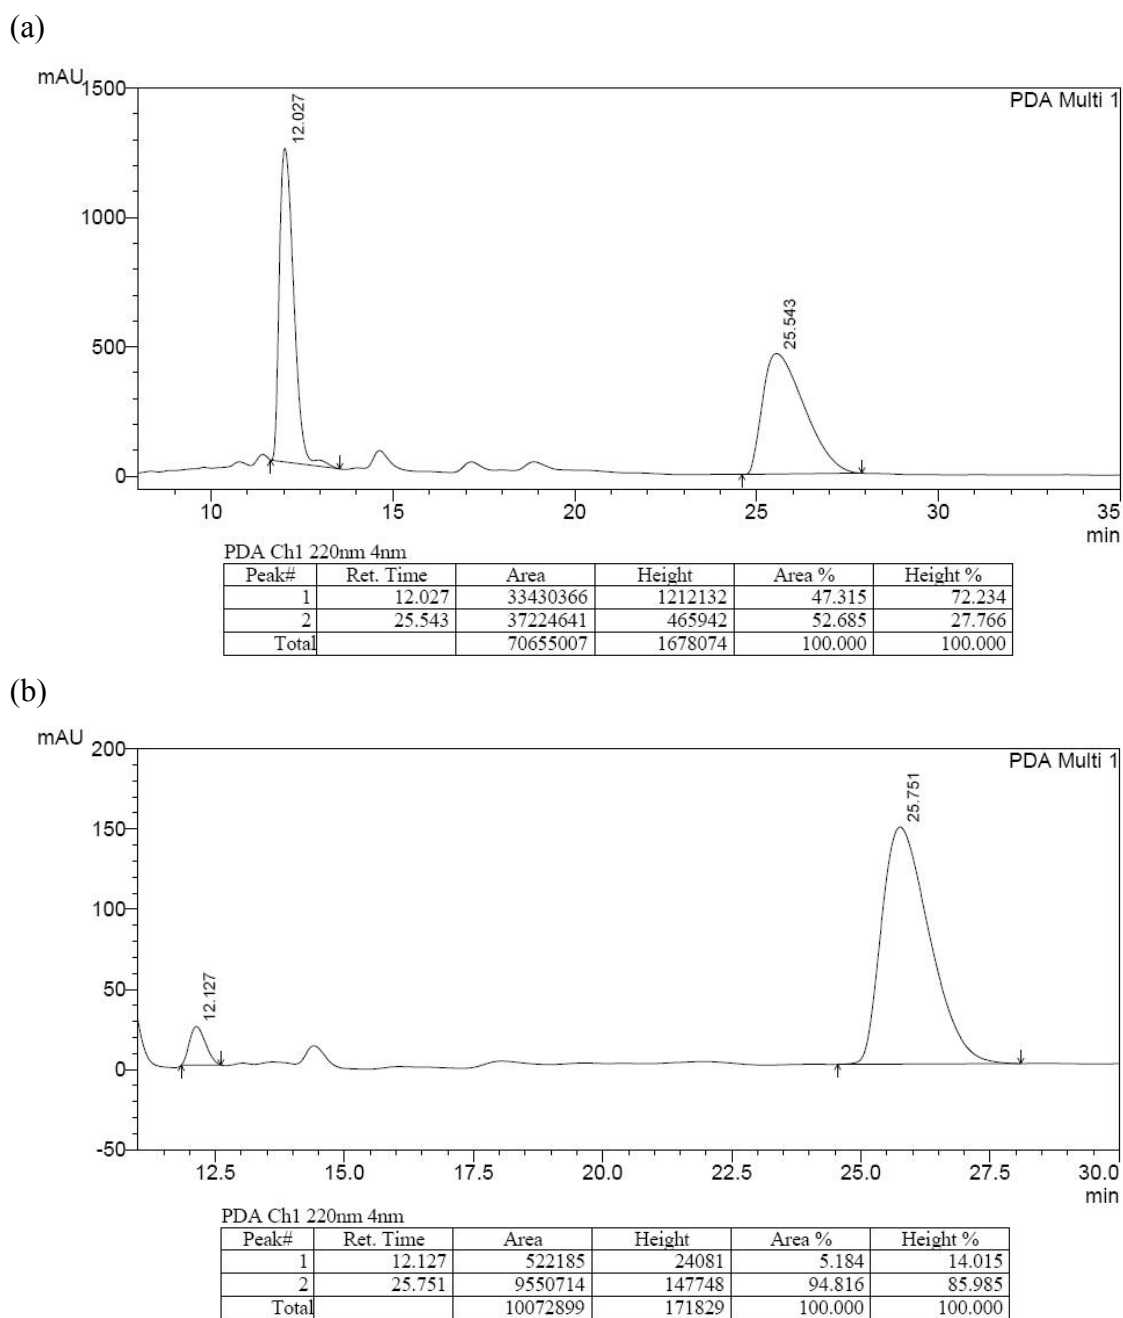 (a)
mAU
1500
PDA Multi 1
12.027
1000
500
25.543
0
10 15 20 25 30 35
min
PDA Ch1 220nm 4nm
Peak# Ret. Time Area Height Area % Height %
1 12.027 33430366 1212132 47.315 72.234
2 25.543 37224641 465942 52.685 27.766
Total 70655007 1678074 100.000 100.000
(b)
mAU
200
PDA Multi 1
25.751
150
100
50
12.127
0
-50
12.5 15.0 17.5 20.0 22.5 25.0 27.5 30.0
min
PDA Ch1 220nm 4nm
Peak# Ret. Time Area Height Area % Height %
1 12.127 522185 24081 5.184 14.015
2 25.751 9550714 147748 94.816 85.985
Total 10072899 171829 100.000 100.000